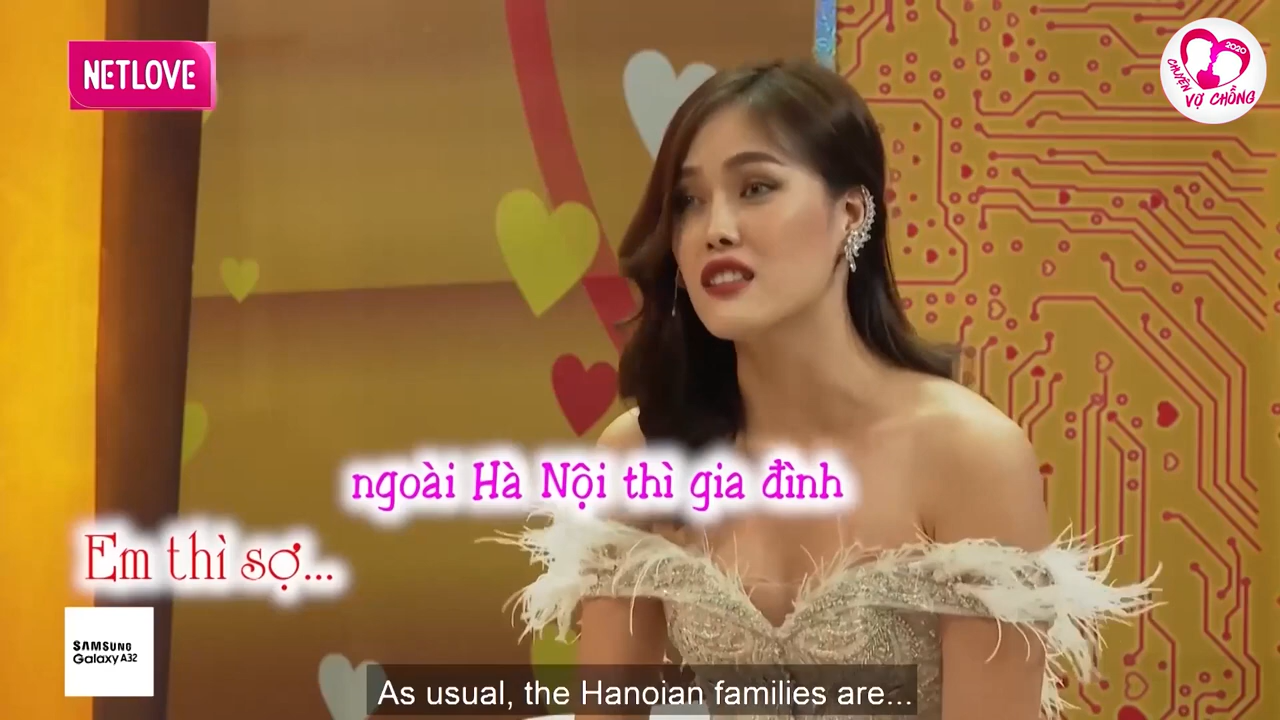 NETLOVE
2020
CHUYỆN
VỢ CHỒNG
ngoài Hà Nội thì gia đình
Em thì sợ...
SAMSUNG
Galaxy A32
As usual, the Hanoian families are...